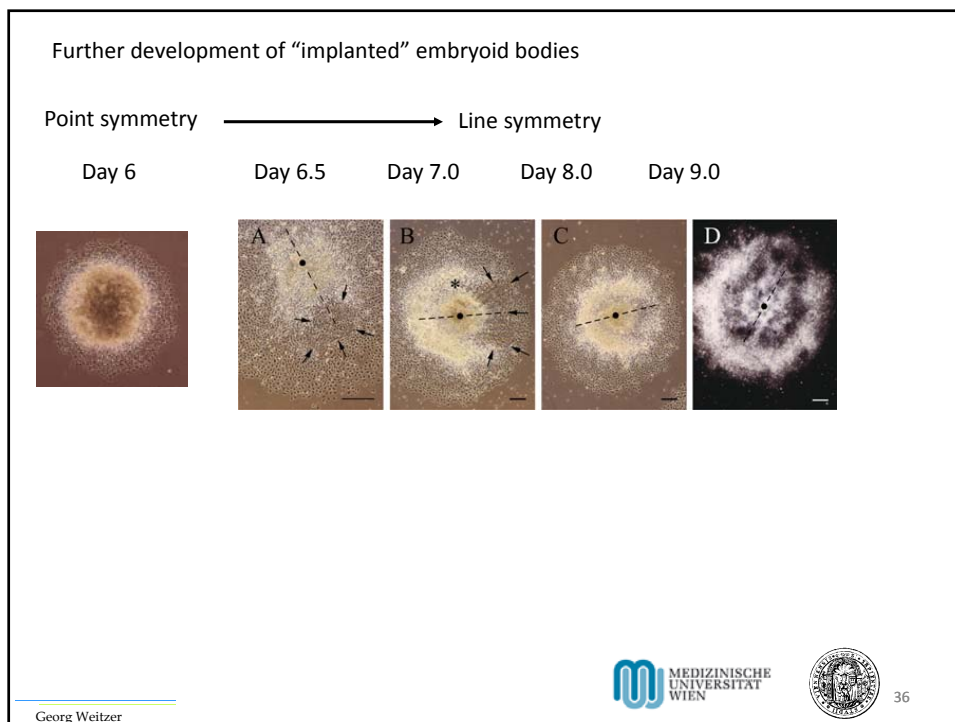 Further development of “implanted” embryoid bodies
Point symmetry Line symmetry
Day 6 Day 6.5 Day 7.0 Day 8.0 Day 9.0
A B C D
*
MEDIZINISCHE
UNIVERSITÄT
WIEN
36
Georg Weitzer